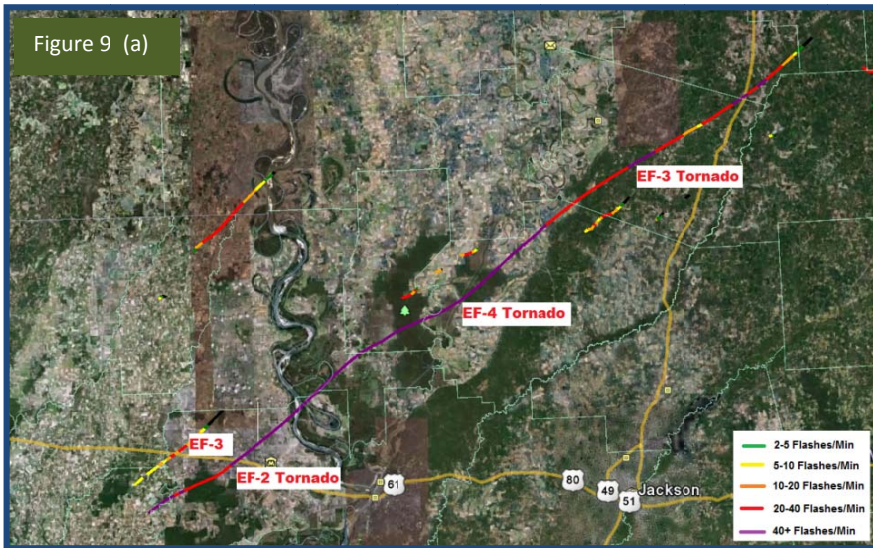 Figure 9 (a)
EF-3 Tornado
EF-4 Tornado
EF-3
EF-2 Tornado
61
80
49
51
Jackson
2-5 Flashes/Min
5-10 Flashes/Min
10-20 Flashes/Min
20-40 Flashes/Min
40+ Flashes/Min